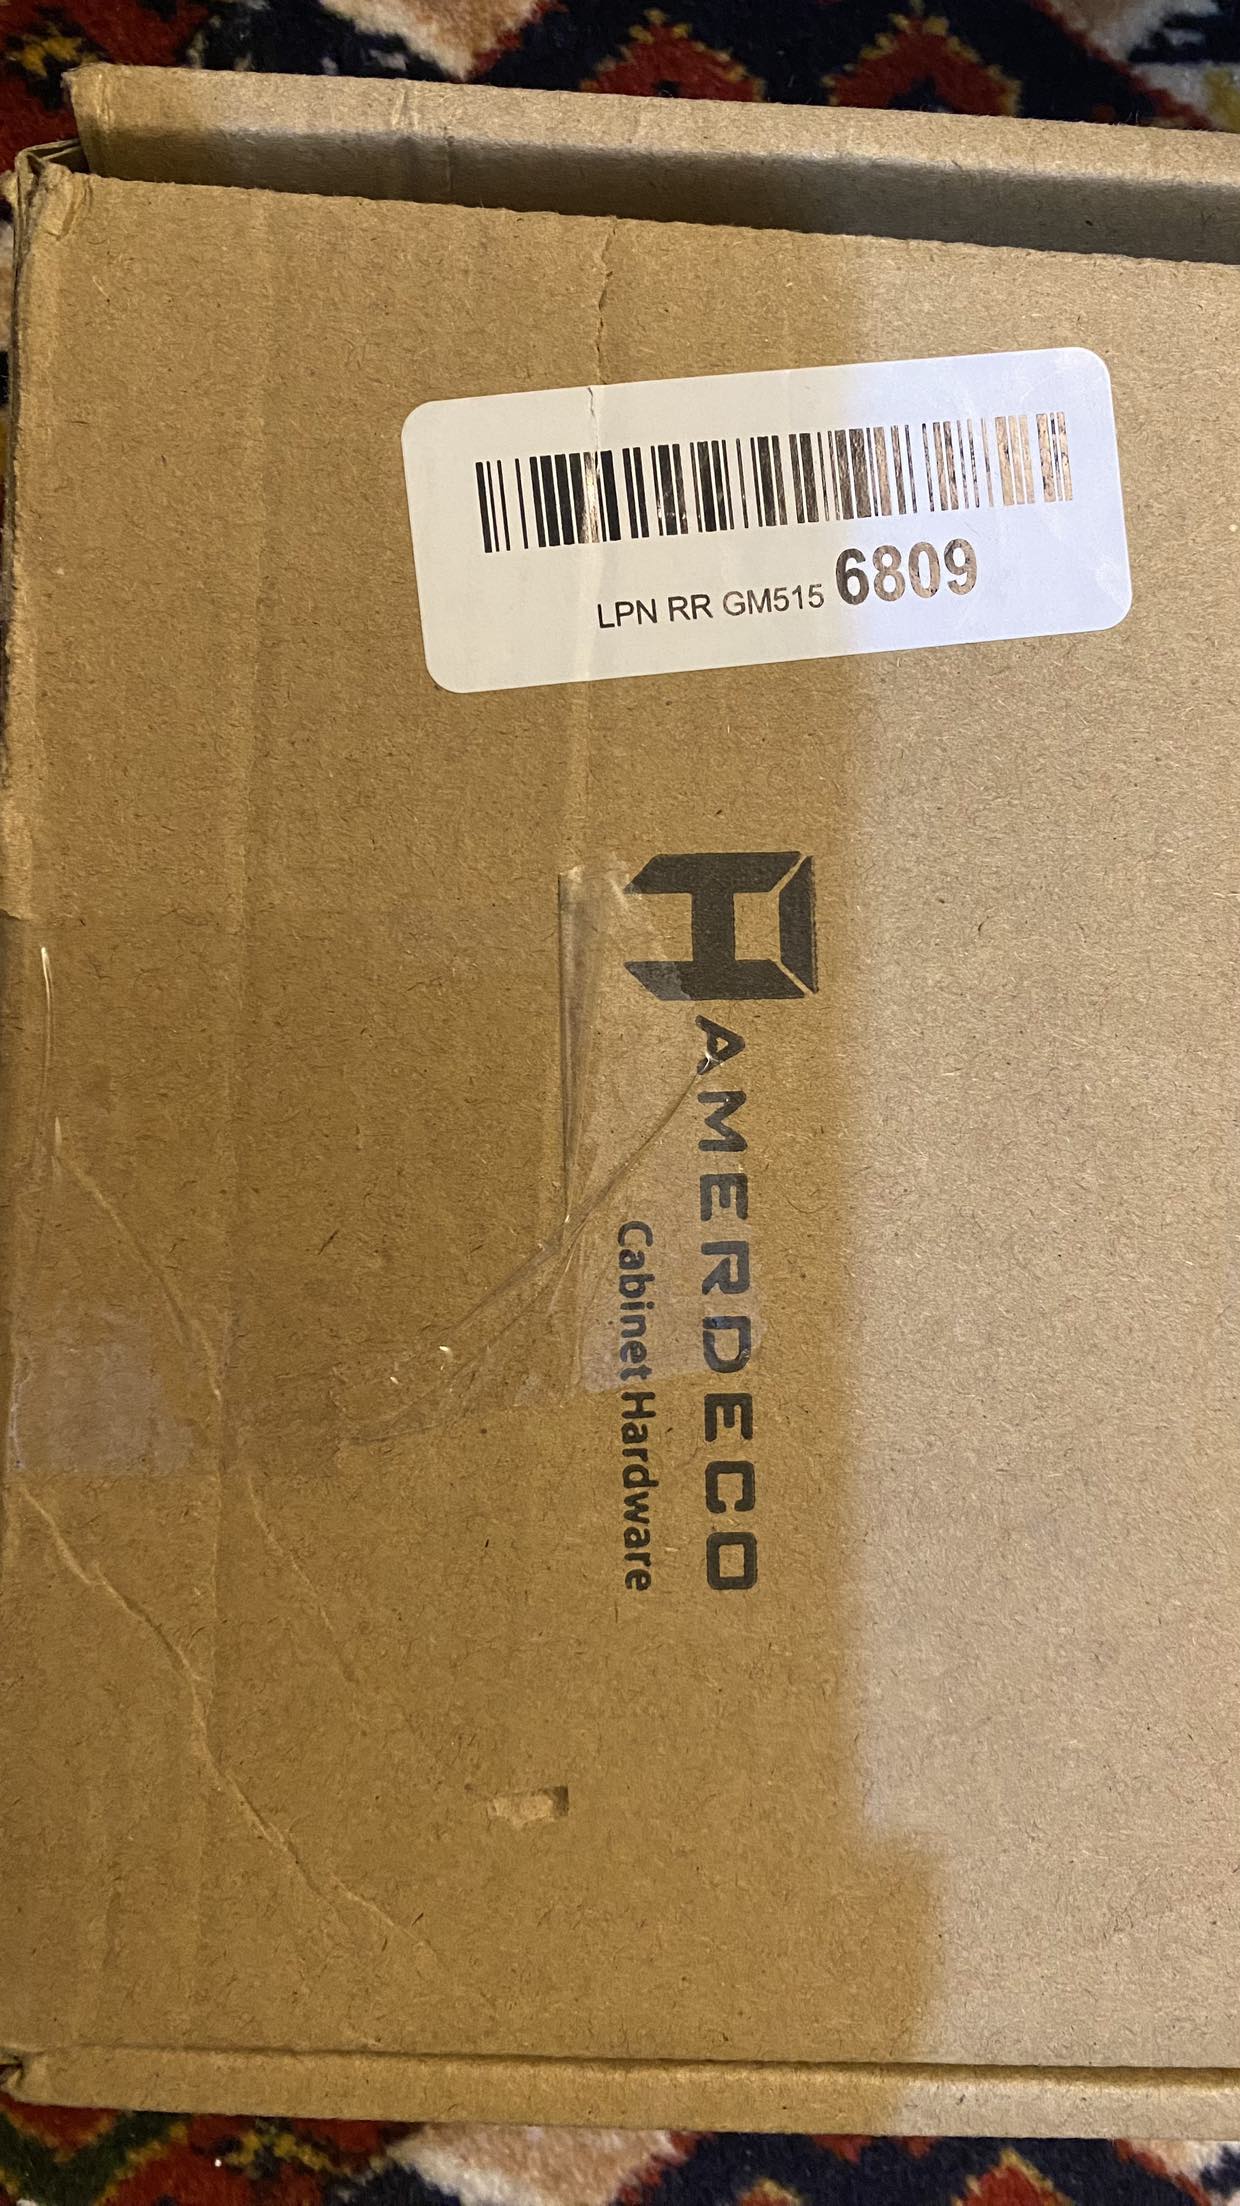 LPN RR GM515 6809
HAMERDECO
Cabinet Hardware